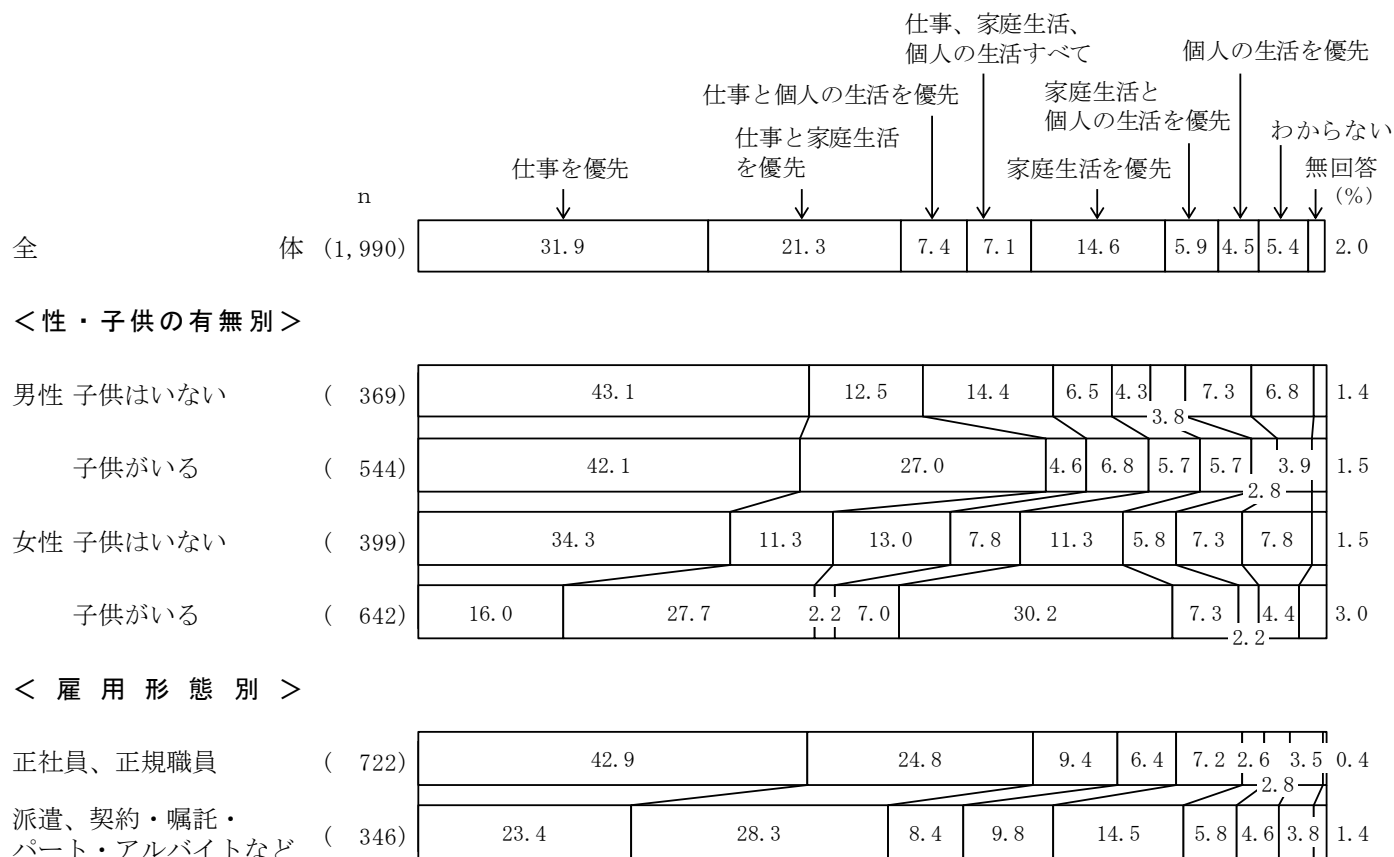 仕事、家庭生活、
個人の生活すべて
個人の生活を優先
仕事と個人の生活を優先
家庭生活と
個人の生活を優先
わからない
仕事と家庭生活
を優先
仕事を優先
家庭生活を優先
無回答
n
(%)
全体 (1,990) 31.9 21.3 7.4 7.1 14.6 5.9 4.5 5.4 2.0
＜性・子供の有無別＞
男性 子供はいない ( 369) 43.1 12.5 14.4 6.5 4.3 3.8 7.3 6.8 1.4
子供がいる ( 544) 42.1 27.0 4.6 6.8 5.7 5.7 2.8 3.9 1.5
女性 子供はいない ( 399) 34.3 11.3 13.0 7.8 11.3 5.8 7.3 7.8 1.5
子供がいる ( 642) 16.0 27.7 2.2 7.0 30.2 7.3 2.2 4.4 3.0
＜雇用形態別＞
正社員、正規職員 ( 722) 42.9 24.8 9.4 6.4 7.2 2.6 2.8 3.5 0.4
派遣、契約・嘱託・
パート・アルバイトなど ( 346) 23.4 28.3 8.4 9.8 14.5 5.8 4.6 3.8 1.4